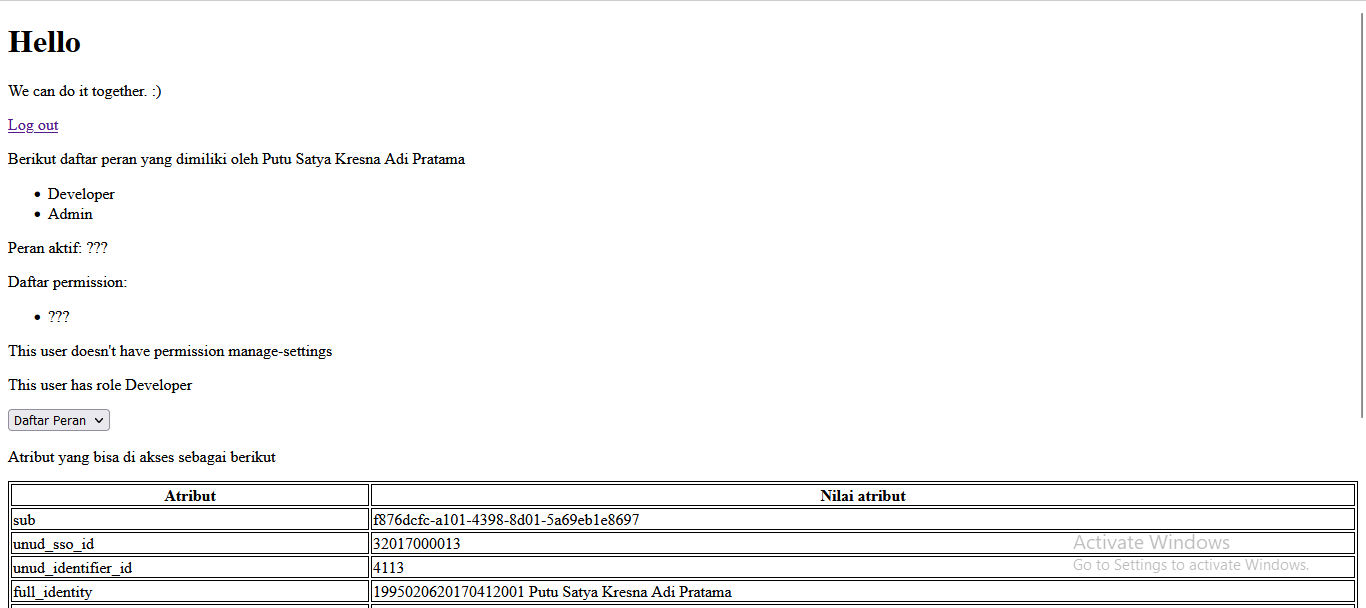 Hello
We can do it together. :)
Log out
Berikut daftar peran yang dimiliki oleh Putu Satya Kresna Adi Pratama
• Developer
• Admin
Peran aktif: ???
Daftar permission:
• ???
This user doesn't have permission manage-settings
This user has role Developer
Daftar Peran
Atribut yang bisa di akses sebagai berikut
Atribut Nilai atribut
sub f876dcfc-a101-4398-8d01-5a69eb1e8697
unud_sso_id 32017000013
unud_identifier_id 4113
full_identity 1995020620170412001 Putu Satya Kresna Adi Pratama
Activate Windows
Go to Settings to activate Windows.